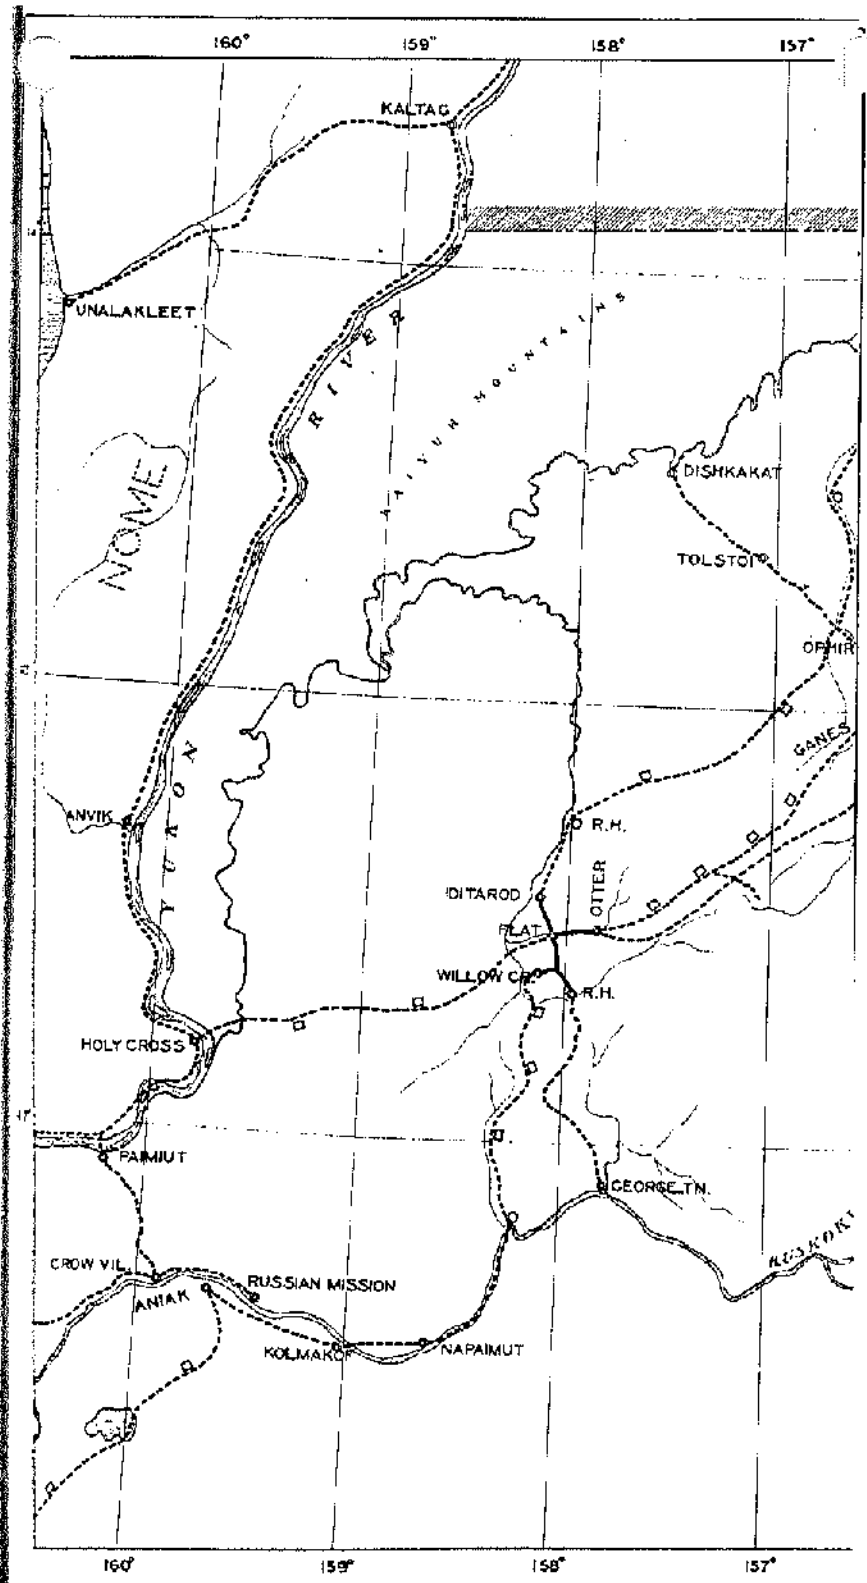 160° 159° 158° 157°
KALTAG
UNALAKLEET
RIVER
KAIYUH MOUNTAINS
NOME
DISHKAKAT
TOLSTOI
OPHIR
GANES
YUKON
ANVIK
R.H.
IDITAROD
OTTER
FLAT
WILLOW CR.
R.H.
HOLY CROSS
PAIMIUT
GEORGE TN.
KUSKOK
CROW VIL.
RUSSIAN MISSION
ANIAK
KOLMAKOF
NAPAIMUT
160° 159° 158° 157°